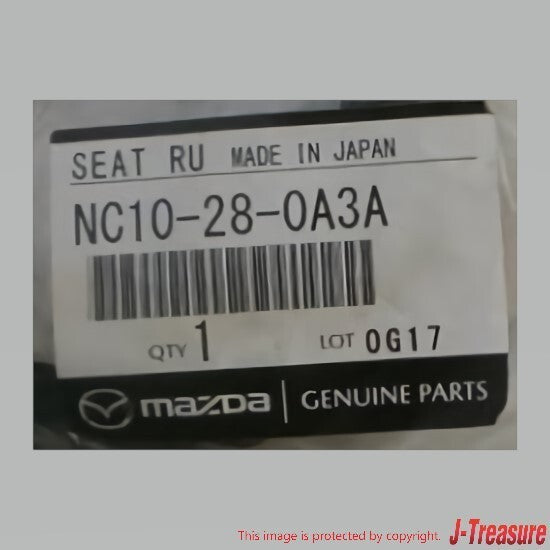 SEAT RU MADE IN JAPAN
NC10-28-0A3A
QTY 1 LOT 0G17
mazda | GENUINE PARTS
This image is protected by copyright. J-Treasure